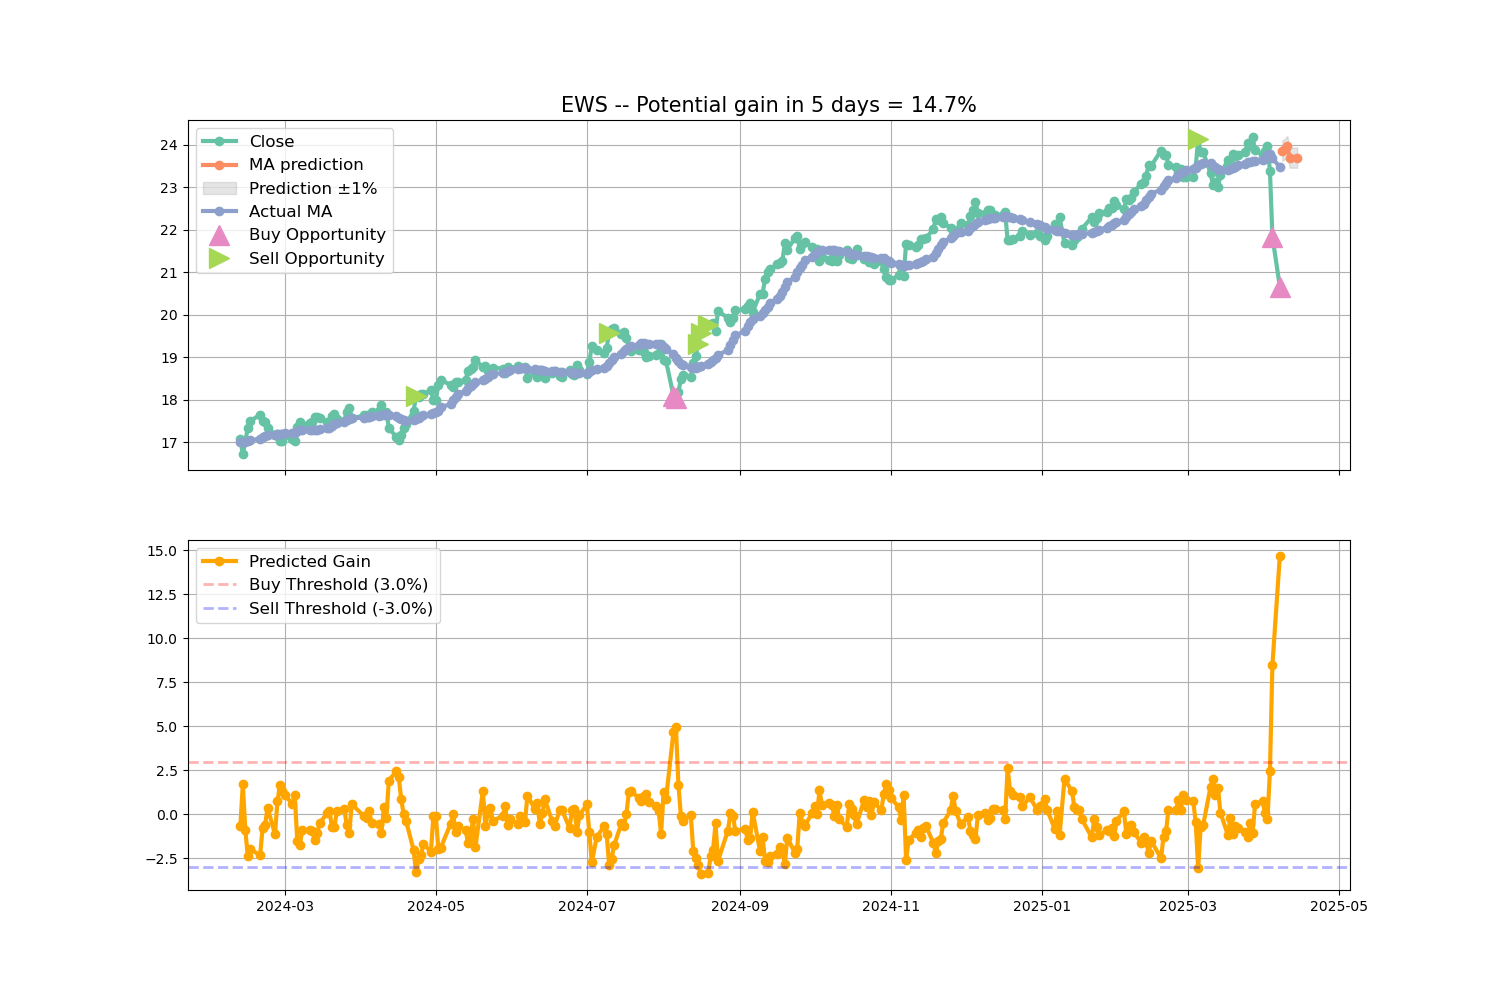 EWS -- Potential gain in 5 days = 14.7%
24
23
22
21
20
19
18
17
Close
MA prediction
Prediction ±1%
Actual MA
Buy Opportunity
Sell Opportunity
15.0
12.5
10.0
7.5
5.0
2.5
0.0
−2.5
Predicted Gain
Buy Threshold (3.0%)
Sell Threshold (-3.0%)
2024-03
2024-05
2024-07
2024-09
2024-11
2025-01
2025-03
2025-05